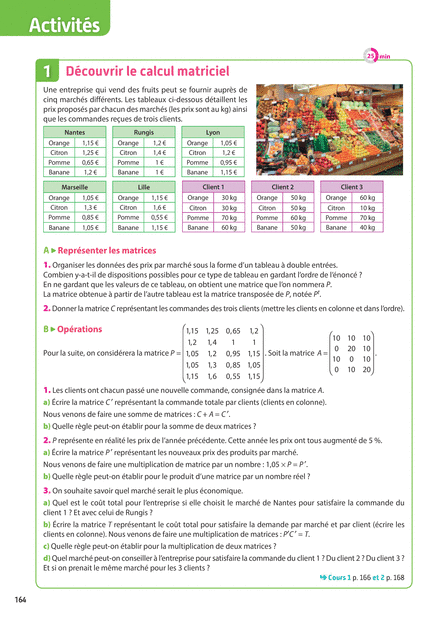 Activités
25 min
1 Découvrir le calcul matriciel
Une entreprise qui vend des fruits peut se fournir auprès de
cinq marchés différents. Les tableaux ci-dessous détaillent les
prix proposés par chacun des marchés (les prix sont au kg) ainsi
que les commandes reçues de trois clients.
Nantes
Orange 1,15 €
Citron 1,25 €
Pomme 0,65 €
Banane 1,2 €
Rungis
Orange 1,2 €
Citron 1,4 €
Pomme 1 €
Banane 1 €
Lyon
Orange 1,05 €
Citron 1,2 €
Pomme 0,95 €
Banane 1,15 €
Marseille
Orange 1,05 €
Citron 1,3 €
Pomme 0,85 €
Banane 1,05 €
Lille
Orange 1,15 €
Citron 1,6 €
Pomme 0,55 €
Banane 1,15 €
Client 1
Orange 30 kg
Citron 30 kg
Pomme 70 kg
Banane 60 kg
Client 2
Orange 50 kg
Citron 50 kg
Pomme 50 kg
Banane 50 kg
Client 3
Orange 60 kg
Citron 10 kg
Pomme 70 kg
Banane 40 kg
A ▶ Représenter les matrices
1. Organiser les données des prix par marché sous la forme d'un tableau à double entrées.
Combien y-a-t-il de dispositions possibles pour ce type de tableau en gardant l'ordre de l'énoncé ?
En ne gardant que les valeurs de ce tableau, on obtient une matrice que l'on nommera P.
La matrice obtenue à partir de l'autre tableau est la matrice transposée de P, notée Pᵗ.
2. Donner la matrice C représentant les commandes des trois clients (mettre les clients en colonne et dans l'ordre).
B ▶ Opérations
Pour la suite, on considérera la matrice P =
1,15 1,25 0,65 1,2
1,2 1,4 1 1
1,05 1,2 0,95 1,15
1,05 1,3 0,85 1,05
1,15 1,6 0,55 1,15
. Soit la matrice A =
10 10 10
0 20 10
10 0 10
0 10 20
.
1. Les clients ont chacun passé une nouvelle commande, consignée dans la matrice A.
a) Écrire la matrice C′ représentant la commande totale par clients (clients en colonne).
Nous venons de faire une somme de matrices : C + A = C′.
b) Quelle règle peut-on établir pour la somme de deux matrices ?
2. P représente en réalité les prix de l'année précédente. Cette année les prix ont tous augmenté de 5 %.
a) Écrire la matrice P′ représentant les nouveaux prix des produits par marché.
Nous venons de faire une multiplication de matrice par un nombre : 1,05 × P = P′.
b) Quelle règle peut-on établir pour le produit d'une matrice par un nombre réel ?
3. On souhaite savoir quel marché serait le plus économique.
a) Quel est le coût total pour l'entreprise si elle choisit le marché de Nantes pour satisfaire la commande du
client 1 ? Et avec celui de Rungis ?
b) Écrire la matrice T représentant le coût total pour satisfaire la demande par marché et par client (écrire les
clients en colonne). Nous venons de faire une multiplication de matrices : P′C′ = T.
c) Quelle règle peut-on établir pour la multiplication de deux matrices ?
d) Quel marché peut-on conseiller à l'entreprise pour satisfaire la commande du client 1 ? Du client 2 ? Du client 3 ?
Et si on prenait le même marché pour les 3 clients ?
↪ Cours 1 p. 166 et 2 p. 168
164